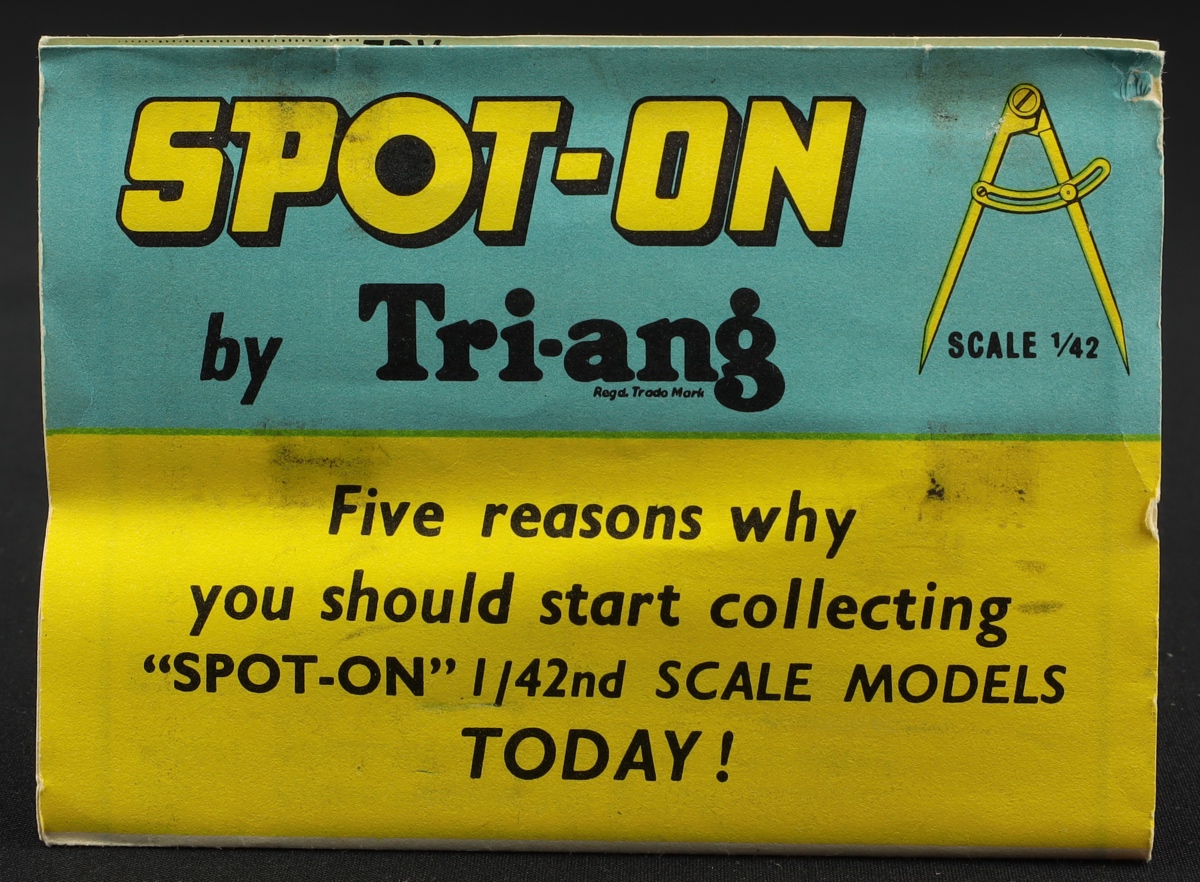 SPOT-ON
by Tri-ang
Regd. Trade Mark
SCALE 1/42
Five reasons why
you should start collecting
“SPOT-ON” 1/42nd SCALE MODELS
TODAY!